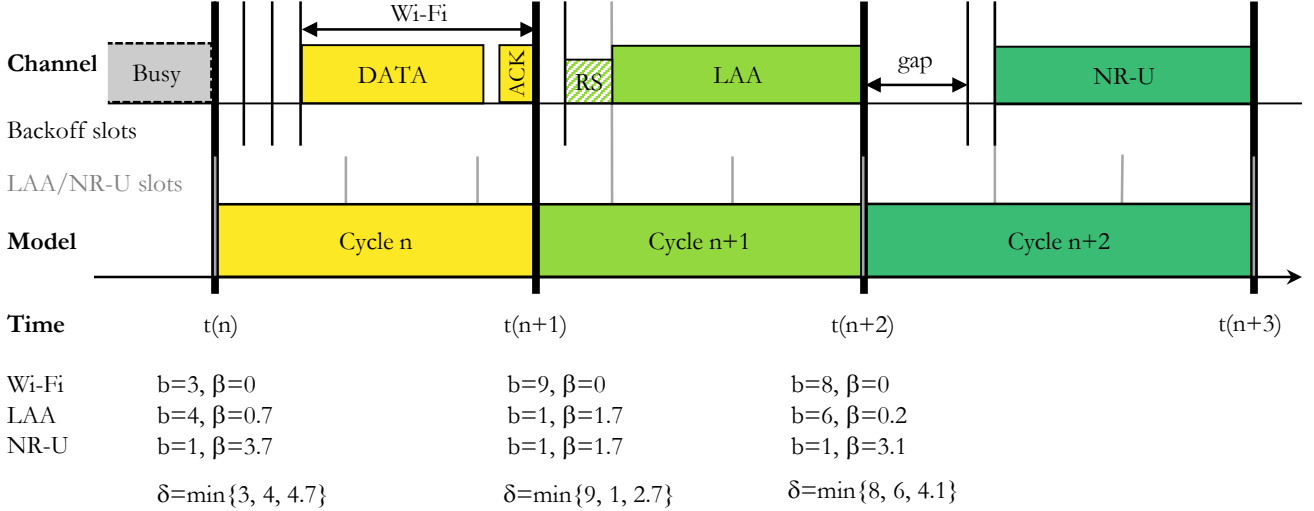 Wi-Fi
Channel Busy DATA ACK RS LAA gap NR-U
Backoff slots
LAA/NR-U slots
Model Cycle n Cycle n+1 Cycle n+2
Time t(n) t(n+1) t(n+2) t(n+3)
Wi-Fi b=3, β=0 b=9, β=0 b=8, β=0
LAA b=4, β=0.7 b=1, β=1.7 b=6, β=0.2
NR-U b=1, β=3.7 b=1, β=1.7 b=1, β=3.1
δ=min{3, 4, 4.7} δ=min{9, 1, 2.7} δ=min{8, 6, 4.1}